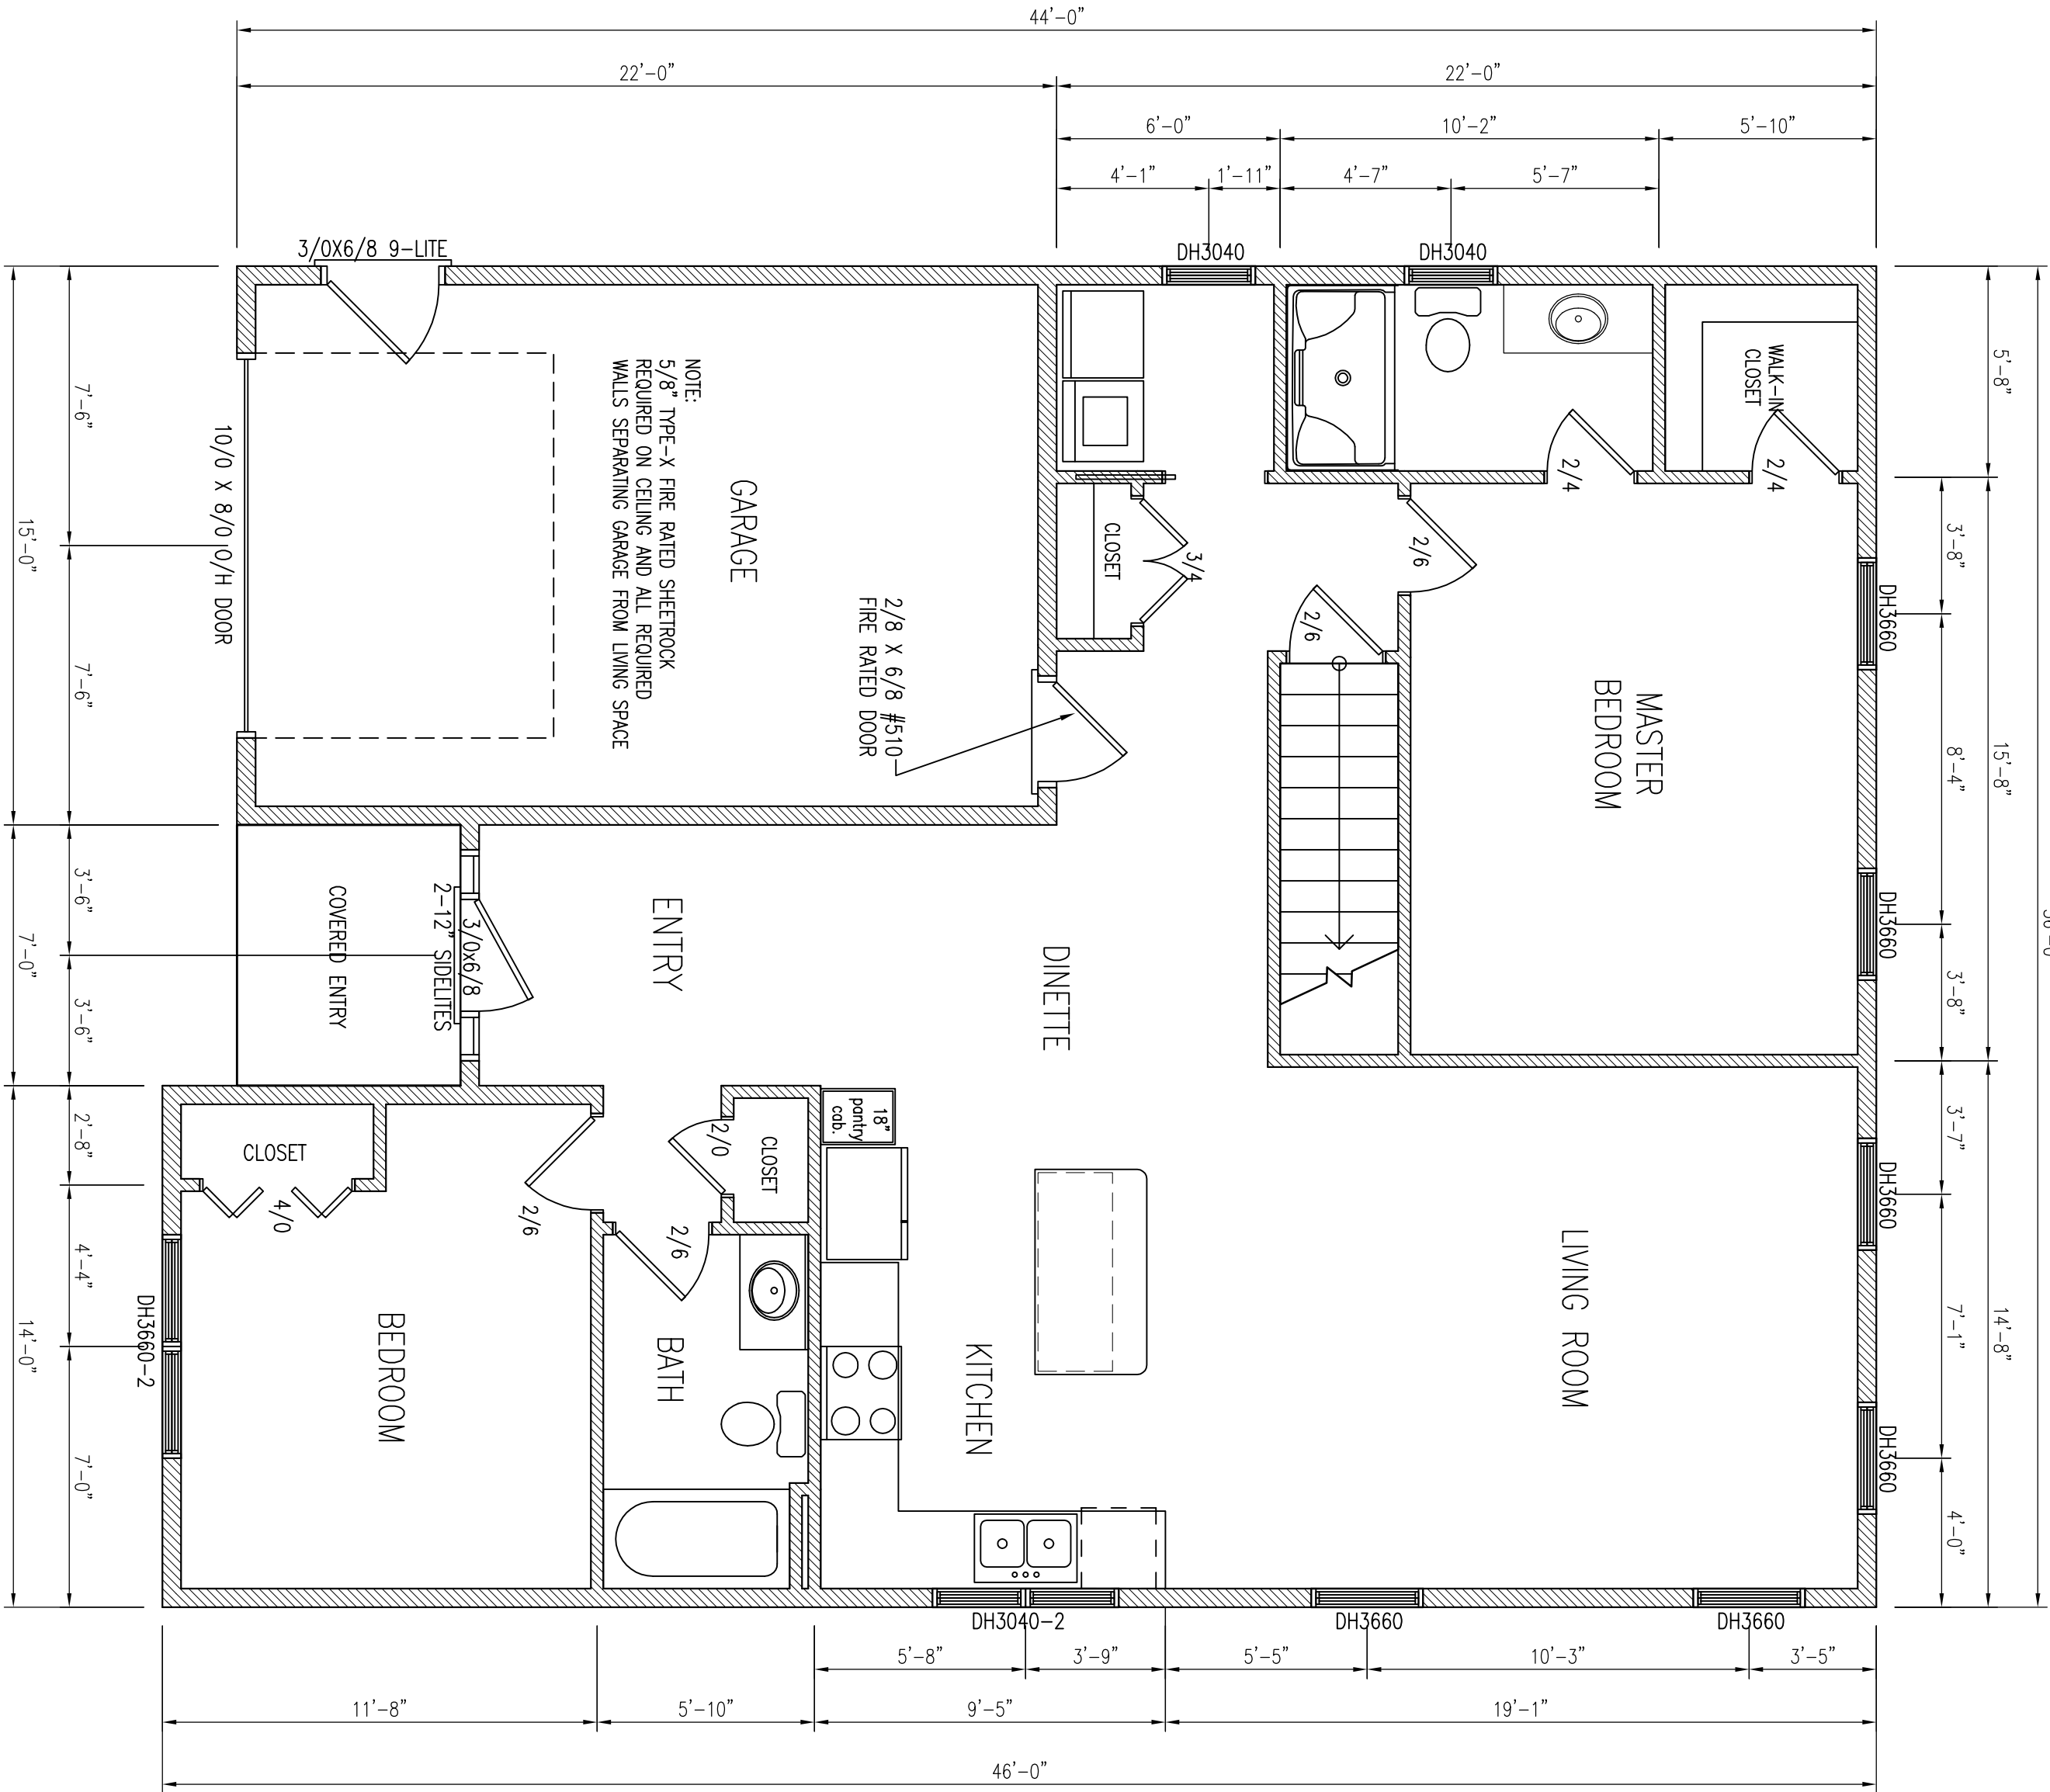 44'-0"
22'-0"
22'-0"
6'-0"
10'-2"
5'-10"
4'-1"
1'-11"
4'-7"
5'-7"
3/0X6/8 9-LITE
DH3040
DH3040
WALK-IN
CLOSET
2/4
2/4
5'-8"
3'-8"
8'-4"
3'-8"
15'-8"
3'-7"
7'-1"
4'-0"
14'-8"
DH3660
DH3660
DH3660
DH3660
MASTER
BEDROOM
2/6
2/6
3/4
CLOSET
GARAGE
NOTE:
5/8" TYPE-X FIRE RATED SHEETROCK
REQUIRED ON CEILING AND ALL REQUIRED
WALLS SEPARATING GARAGE FROM LIVING SPACE
2/8 X 6/8 #510
FIRE RATED DOOR
10/0 X 8/0 O/H DOOR
7'-6"
7'-6"
15'-0"
3'-6"
3'-6"
7'-0"
2'-8"
4'-4"
7'-0"
14'-0"
COVERED ENTRY
3/0x6/8
2-12" SIDELITES
ENTRY
DINETTE
LIVING ROOM
KITCHEN
18"
pantry
cab.
CLOSET
2/0
2/6
2/6
BATH
CLOSET
4/0
BEDROOM
DH3660-2
DH3040-2
DH3660
DH3660
5'-8"
3'-9"
5'-5"
10'-3"
3'-5"
11'-8"
5'-10"
9'-5"
19'-1"
46'-0"